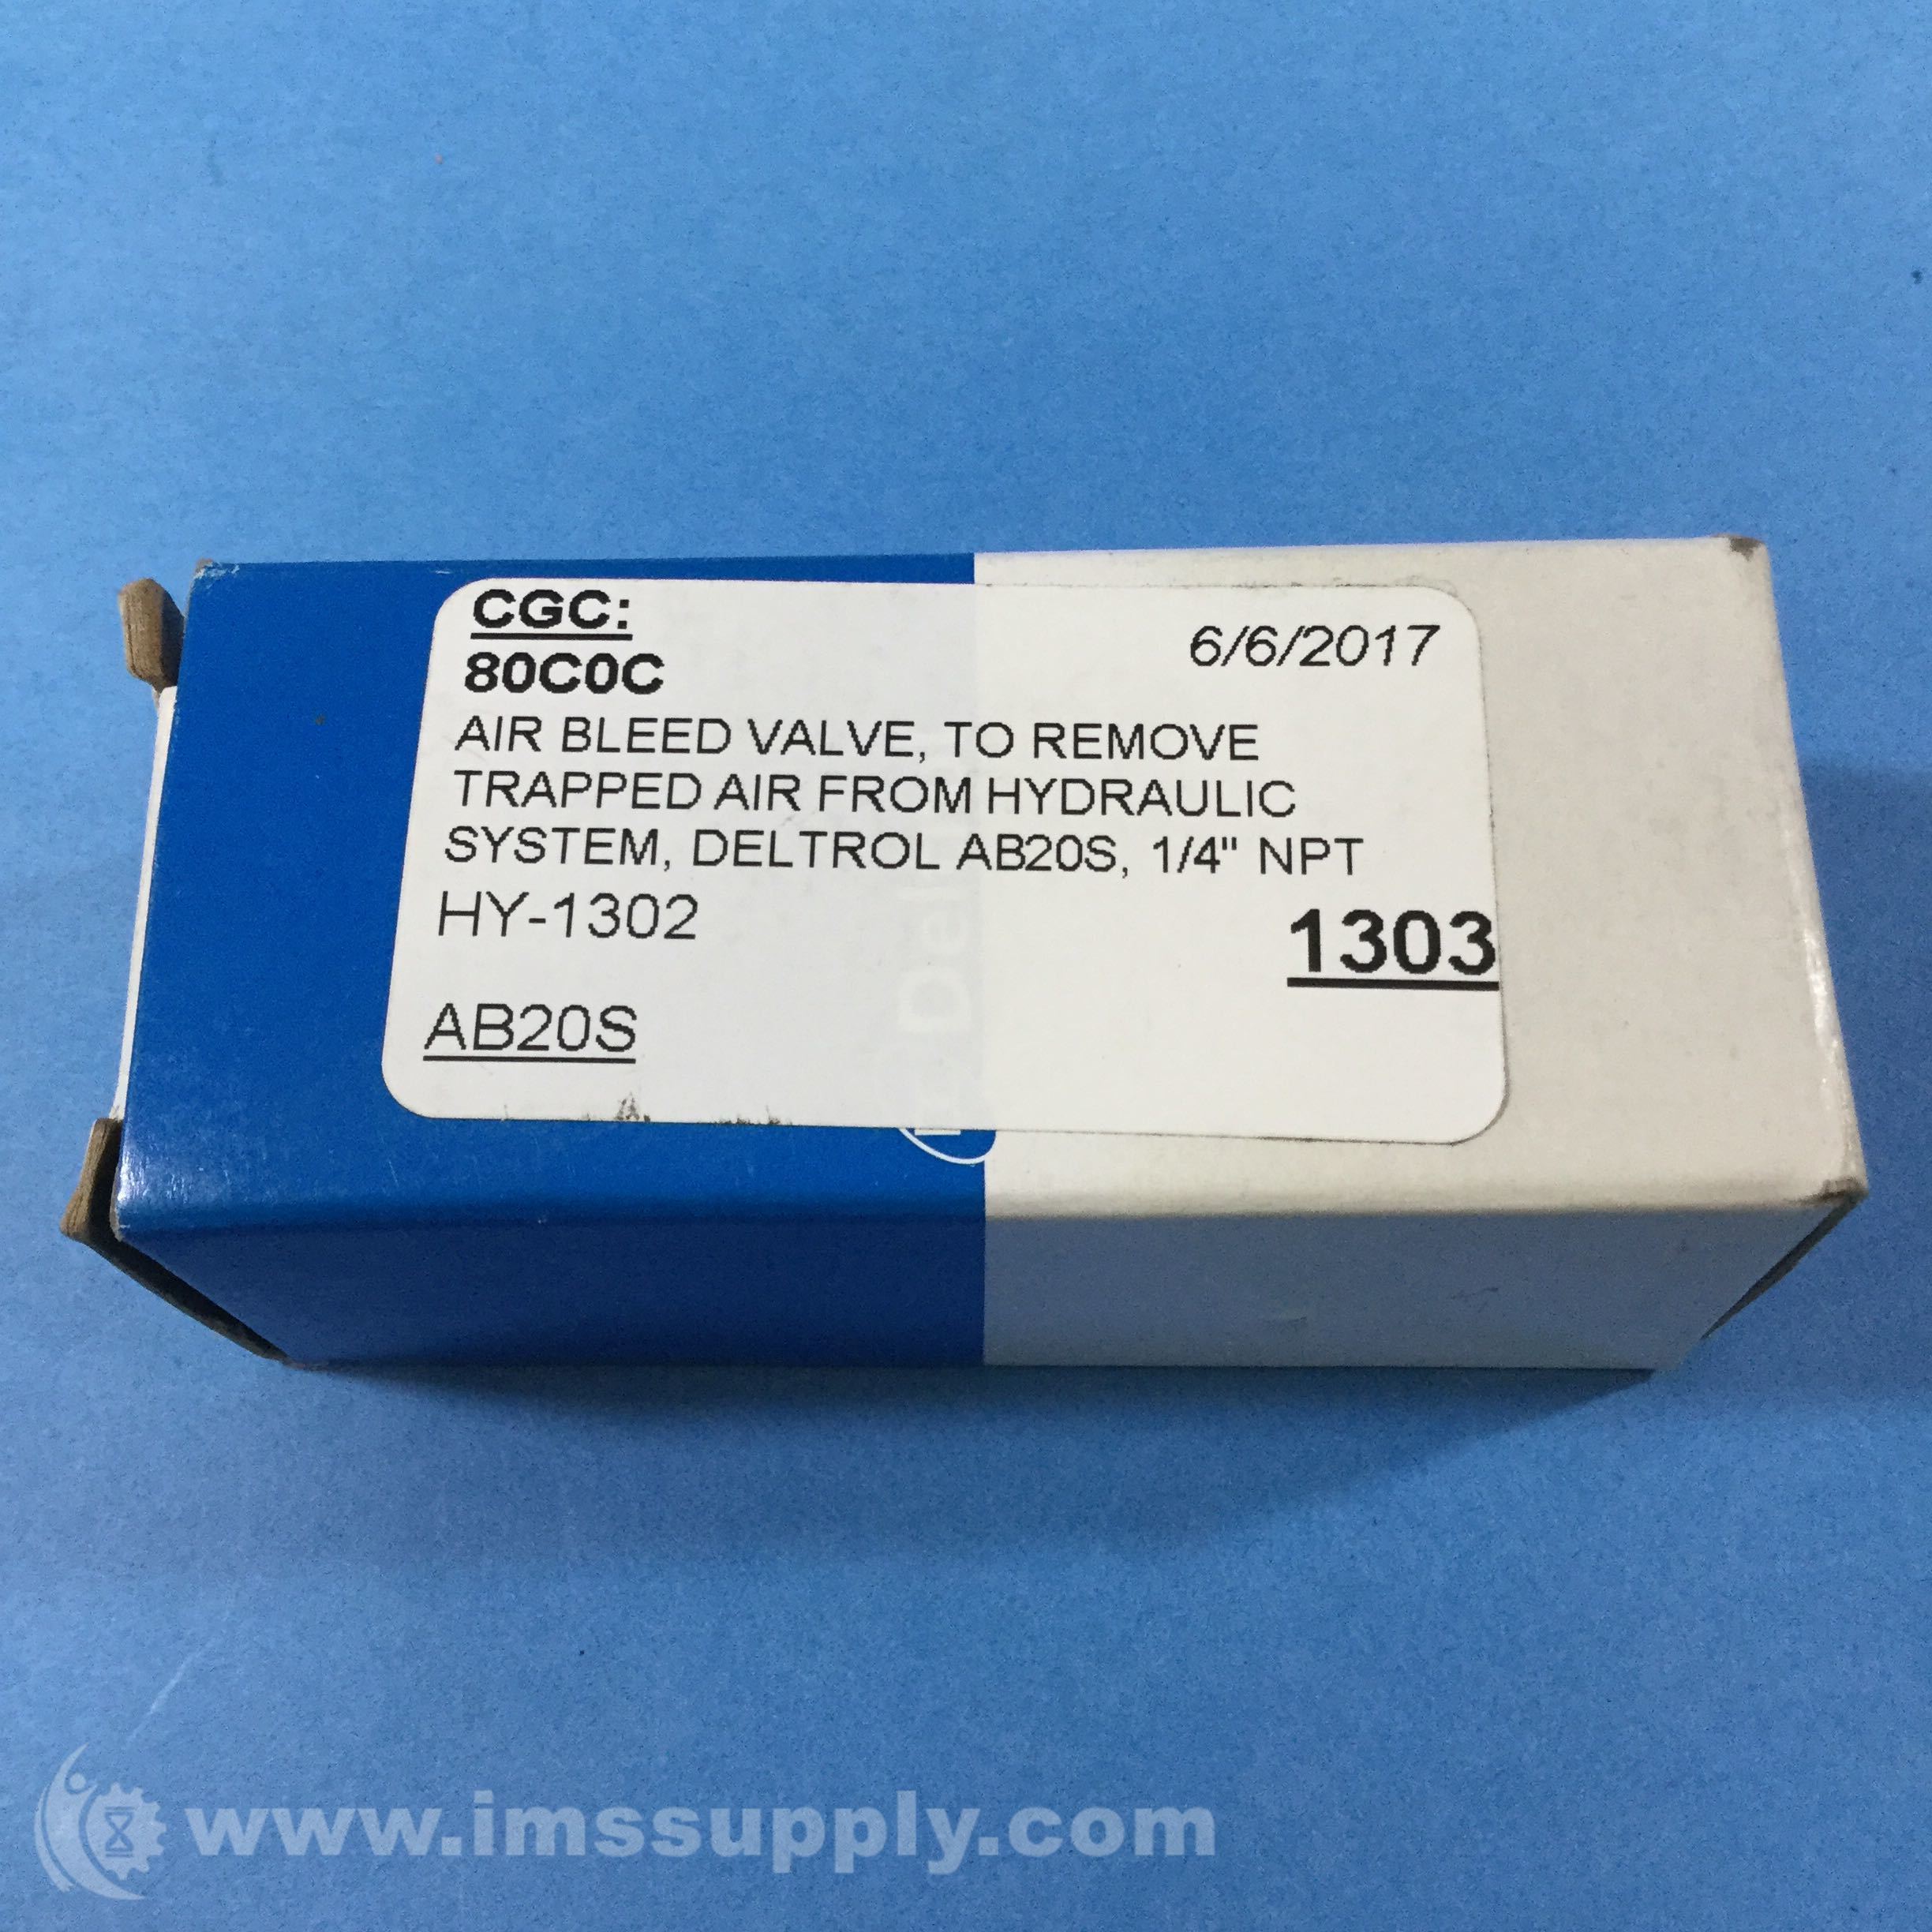 CGC:
6/6/2017
80C0C
AIR BLEED VALVE, TO REMOVE
TRAPPED AIR FROM HYDRAULIC
SYSTEM, DELTROL AB20S, 1/4" NPT
HY-1302
1303
AB20S
www.imssupply.com